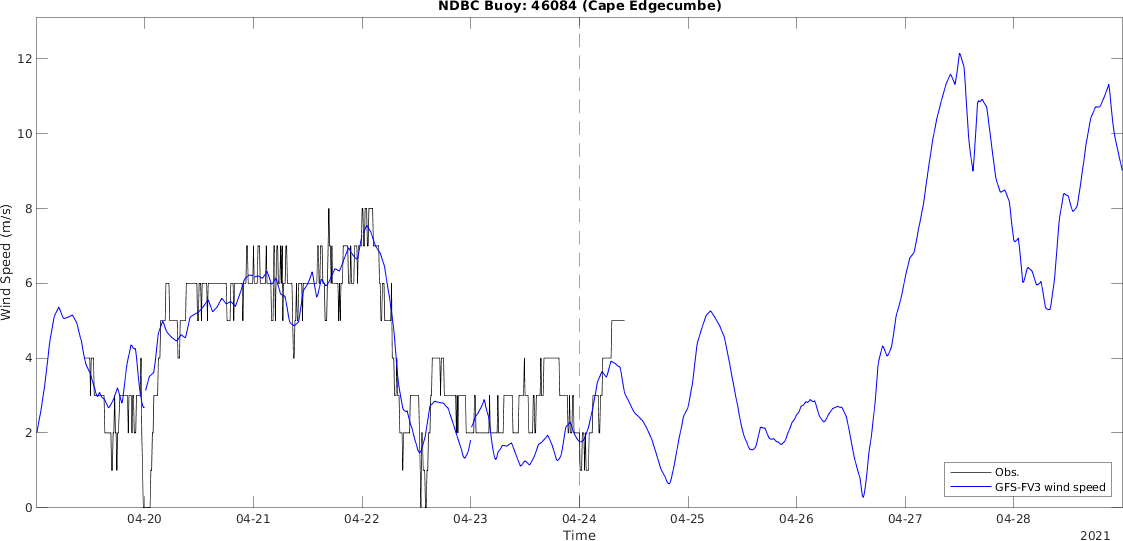 NDBC Buoy: 46084 (Cape Edgecumbe)
Wind Speed (m/s)
12
10
8
6
4
2
0
04-20 04-21 04-22 04-23 04-24 04-25 04-26 04-27 04-28
Time
2021
Obs.
GFS-FV3 wind speed